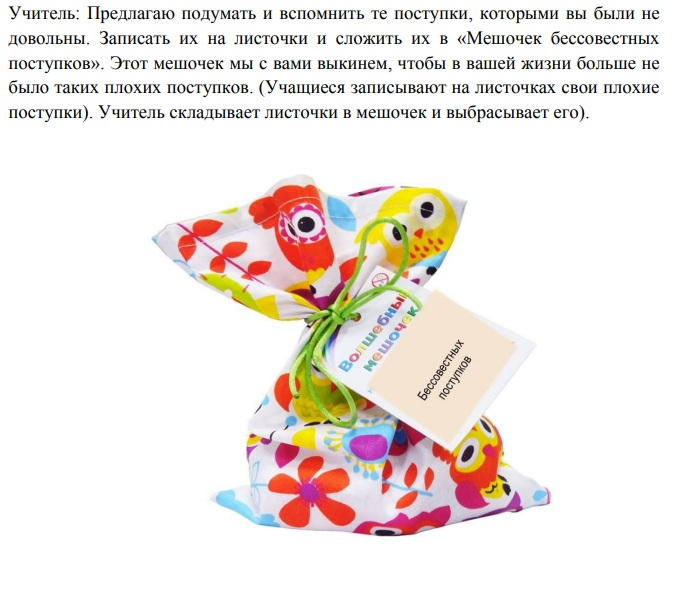 Учитель: Предлагаю подумать и вспомнить те поступки, которыми вы были не
довольны. Записать их на листочки и сложить их в «Мешочек бессовестных
поступков». Этот мешочек мы с вами выкинем, чтобы в вашей жизни больше не
было таких плохих поступков. (Учащиеся записывают на листочках свои плохие
поступки). Учитель складывает листочки в мешочек и выбрасывает его).
Волшебный
мешочек
Бессовестных
поступков